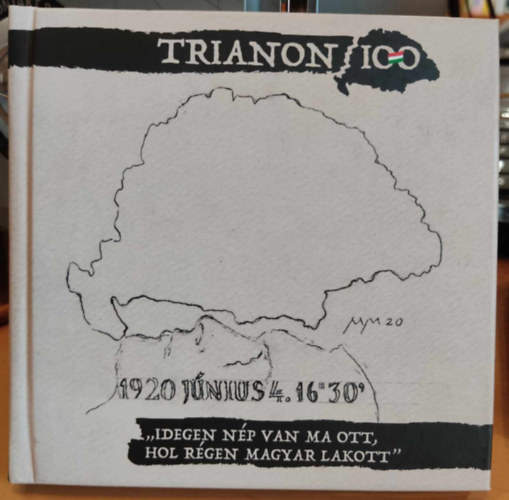 TRIANON 100
MM 20
1920 JÚNIUS 4. 16ʰ30'
„IDEGEN NÉP VAN MA OTT,
HOL RÉGEN MAGYAR LAKOTT”